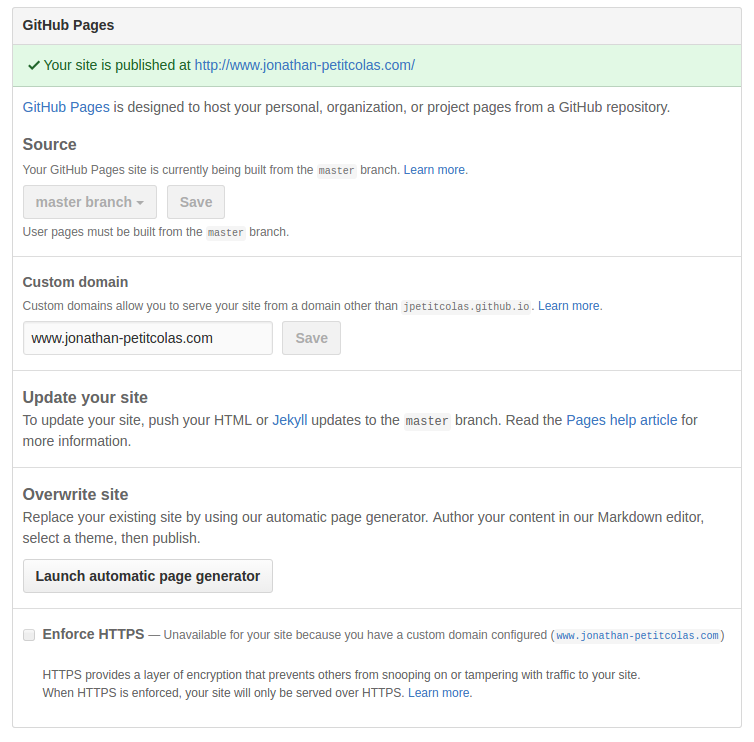 GitHub Pages
Your site is published at http://www.jonathan-petitcolas.com/
GitHub Pages is designed to host your personal, organization, or project pages from a GitHub repository.
Source
Your GitHub Pages site is currently being built from the master branch. Learn more.
master branch Save
User pages must be built from the master branch.
Custom domain
Custom domains allow you to serve your site from a domain other than jpetitcolas.github.io. Learn more.
www.jonathan-petitcolas.com Save
Update your site
To update your site, push your HTML or Jekyll updates to the master branch. Read the Pages help article for
more information.
Overwrite site
Replace your existing site by using our automatic page generator. Author your content in our Markdown editor,
select a theme, then publish.
Launch automatic page generator
Enforce HTTPS — Unavailable for your site because you have a custom domain configured (www.jonathan-petitcolas.com)
HTTPS provides a layer of encryption that prevents others from snooping on or tampering with traffic to your site.
When HTTPS is enforced, your site will only be served over HTTPS. Learn more.